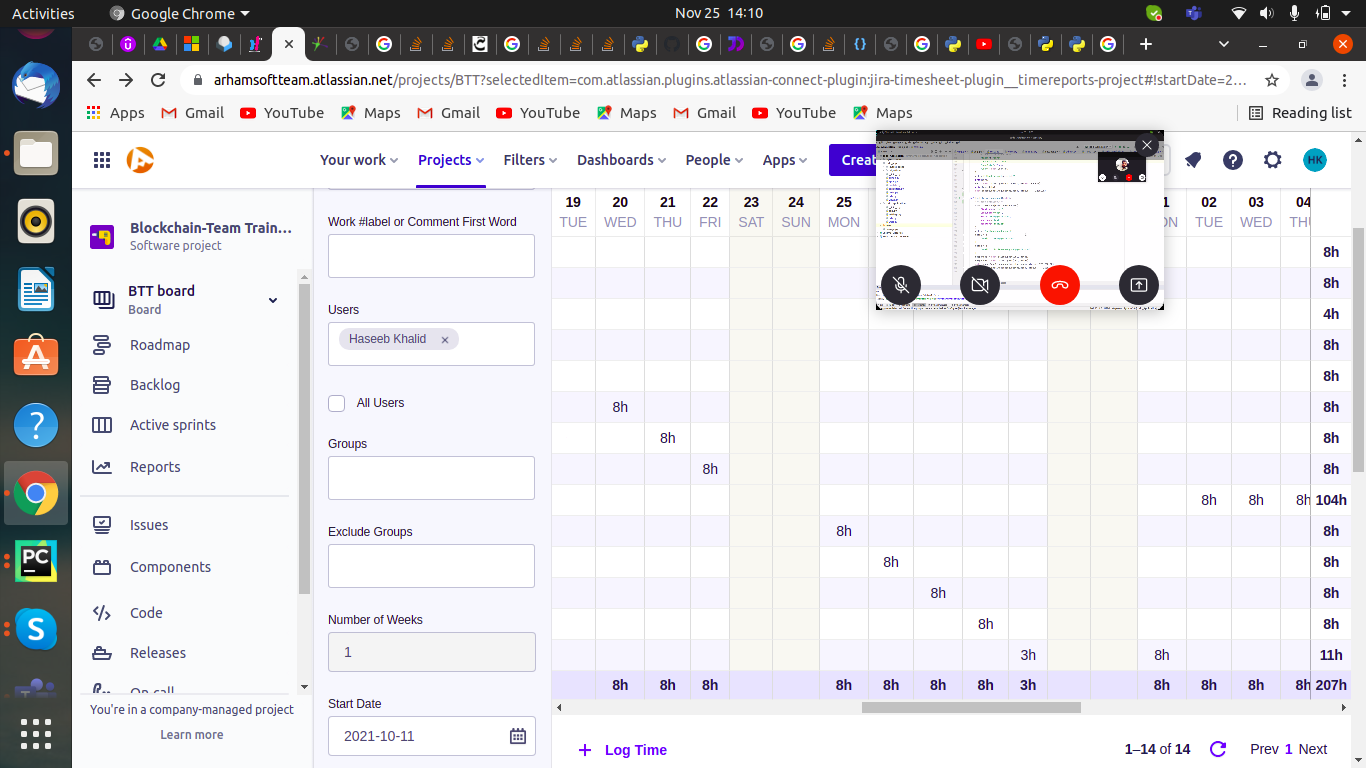 Activities Google Chrome Nov 25 14:10
arhamsoftteam.atlassian.net/projects/BTT?selectedItem=com.atlassian.plugins.atlassian-connect-plugin:jira-timesheet-plugin__timereports-project#!startDate=2...
Apps Gmail YouTube Maps Gmail YouTube Maps Gmail YouTube Maps Reading list
Your work Projects Filters Dashboards People Apps Creat HK
Blockchain-Team Train...
Software project
BTT board
Board
Roadmap
Backlog
Active sprints
Reports
Issues
Components
Code
Releases
On-call
You're in a company-managed project
Learn more
Work #label or Comment First Word
Users
Haseeb Khalid ×
All Users
Groups
Exclude Groups
Number of Weeks
1
Start Date
2021-10-11
19 20 21 22 23 24 25 02 03 04
TUE WED THU FRI SAT SUN MON TUE WED THU
8h
8h
4h
8h
8h
8h 8h
8h 8h
8h 8h
8h 8h 8h 104h
8h 8h
8h 8h
8h 8h
8h 8h
3h 8h 11h
8h 8h 8h 8h 8h 8h 8h 3h 8h 8h 8h 8h 207h
+ Log Time 1–14 of 14 Prev 1 Next